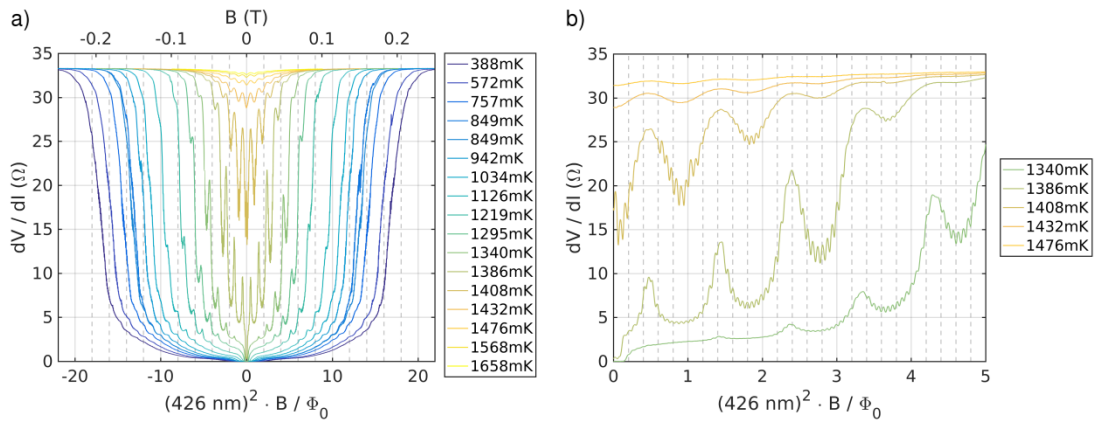 a)
B (T)
-0.2 -0.1 0 0.1 0.2
35
30
25
20
15
10
5
0
dV / dI (Ω)
-20 -10 0 10 20
(426 nm)² · B / Φ₀
388mK
572mK
757mK
849mK
849mK
942mK
1034mK
1126mK
1219mK
1295mK
1340mK
1386mK
1408mK
1432mK
1476mK
1568mK
1658mK
b)
35
30
25
20
15
10
5
0
dV / dI (Ω)
0 1 2 3 4 5
(426 nm)² · B / Φ₀
1340mK
1386mK
1408mK
1432mK
1476mK